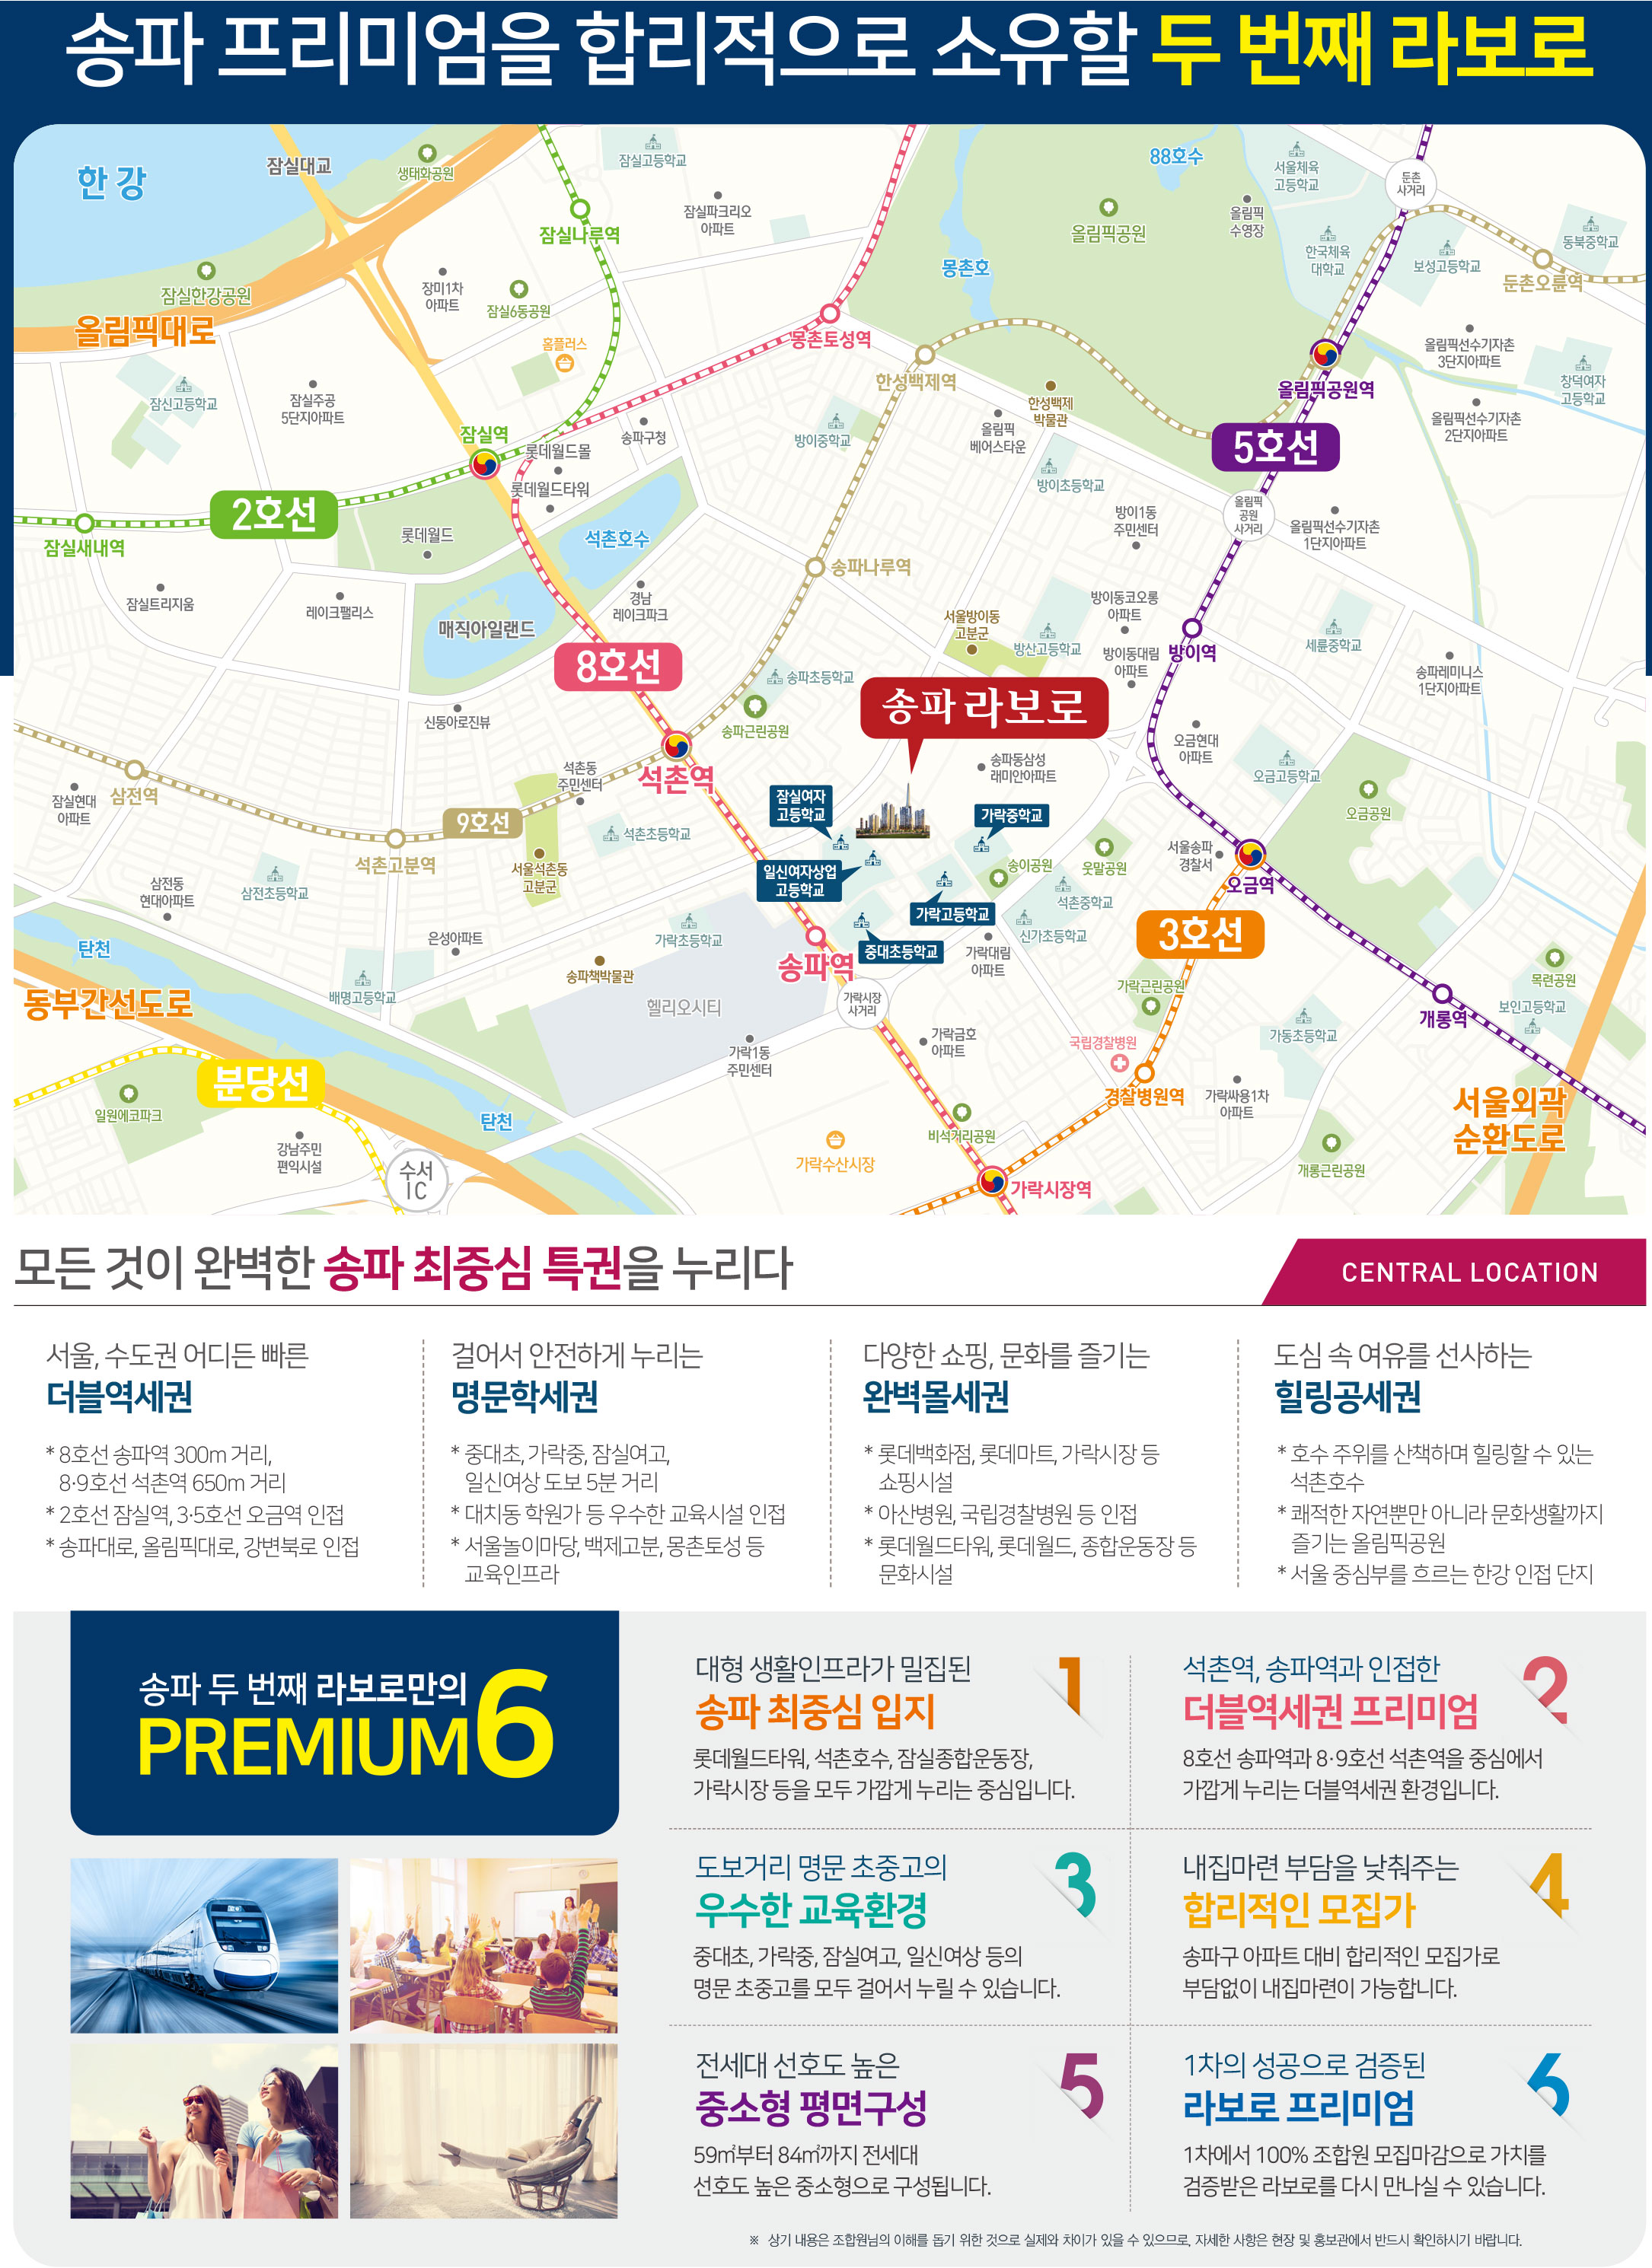 송파 프리미엄을 합리적으로 소유할 두 번째 라보로
한 강
잠실대교
생태화공원
잠실고등학교
88호수
서울체육
고등학교
둔촌
사거리
잠실나루역
잠실파크리오
아파트
올림픽공원
올림픽
수영장
한국체육
대학교
보성고등학교
동북중학교
둔촌오륜역
몽촌호
잠실한강공원
올림픽대로
장미1차
아파트
잠실6동공원
홈플러스
몽촌토성역
한성백제역
올림픽공원역
올림픽선수기자촌
3단지아파트
창덕여자
고등학교
잠신고등학교
잠실주공
5단지아파트
잠실역
롯데월드몰
송파구청
방이중학교
올림픽
베어스타운
한성백제
박물관
올림픽선수기자촌
2단지아파트
5호선
롯데월드타워
방이초등학교
2호선
잠실새내역
롯데월드
석촌호수
방이1동
주민센터
올림픽
공원
사거리
올림픽선수기자촌
1단지아파트
송파나루역
잠실트리지움
레이크팰리스
매직아일랜드
경남
레이크파크
서울방이동
고분군
방이동코오롱
아파트
방산고등학교
방이동대림
아파트
방이역
세륜중학교
송파레미니스
1단지아파트
8호선
송파초등학교
송파 라보로
신동아로진뷰
송파근린공원
오금현대
아파트
삼전역
잠실현대
아파트
석촌동
주민센터
석촌역
송파동삼성
래미안아파트
오금고등학교
오금공원
잠실여자
고등학교
가락중학교
9호선
석촌초등학교
석촌고분역
서울석촌동
고분군
일신여자상업
고등학교
송이공원
웃말공원
서울송파
경찰서
오금역
삼전동
현대아파트
삼전초등학교
가락고등학교
석촌중학교
탄천
은성아파트
가락초등학교
중대초등학교
신가초등학교
3호선
송파역
가락대림
아파트
동부간선도로
배명고등학교
송파책박물관
헬리오시티
가락시장
사거리
가락근린공원
목련공원
보인고등학교
개롱역
가락1동
주민센터
가락금호
아파트
국립경찰병원
가동초등학교
분당선
일원에코파크
경찰병원역
가락싸용1차
아파트
서울외곽
순환도로
탄천
강남주민
편익시설
수서
IC
비석거리공원
가락수산시장
개롱근린공원
가락시장역
모든 것이 완벽한 송파 최중심 특권을 누리다
CENTRAL LOCATION
서울, 수도권 어디든 빠른
더블역세권
* 8호선 송파역 300m 거리,
8·9호선 석촌역 650m 거리
* 2호선 잠실역, 3·5호선 오금역 인접
* 송파대로, 올림픽대로, 강변북로 인접
걸어서 안전하게 누리는
명문학세권
* 중대초, 가락중, 잠실여고,
일신여상 도보 5분 거리
* 대치동 학원가 등 우수한 교육시설 인접
* 서울놀이마당, 백제고분, 몽촌토성 등
교육인프라
다양한 쇼핑, 문화를 즐기는
완벽몰세권
* 롯데백화점, 롯데마트, 가락시장 등
쇼핑시설
* 아산병원, 국립경찰병원 등 인접
* 롯데월드타워, 롯데월드, 종합운동장 등
문화시설
도심 속 여유를 선사하는
힐링공세권
* 호수 주위를 산책하며 힐링할 수 있는
석촌호수
* 쾌적한 자연뿐만 아니라 문화생활까지
즐기는 올림픽공원
* 서울 중심부를 흐르는 한강 인접 단지
송파 두 번째 라보로만의
PREMIUM 6
대형 생활인프라가 밀집된
송파 최중심 입지
1
롯데월드타워, 석촌호수, 잠실종합운동장,
가락시장 등을 모두 가깝게 누리는 중심입니다.
석촌역, 송파역과 인접한
더블역세권 프리미엄
2
8호선 송파역과 8·9호선 석촌역을 중심에서
가깝게 누리는 더블역세권 환경입니다.
도보거리 명문 초중고의
우수한 교육환경
3
중대초, 가락중, 잠실여고, 일신여상 등의
명문 초중고를 모두 걸어서 누릴 수 있습니다.
내집마련 부담을 낮춰주는
합리적인 모집가
4
송파구 아파트 대비 합리적인 모집가로
부담없이 내집마련이 가능합니다.
전세대 선호도 높은
중소형 평면구성
5
59㎡부터 84㎡까지 전세대
선호도 높은 중소형으로 구성됩니다.
1차의 성공으로 검증된
라보로 프리미엄
6
1차에서 100% 조합원 모집마감으로 가치를
검증받은 라보로를 다시 만나실 수 있습니다.
※ 상기 내용은 조합원님의 이해를 돕기 위한 것으로 실제와 차이가 있을 수 있으므로, 자세한 사항은 현장 및 홍보관에서 반드시 확인하시기 바랍니다.